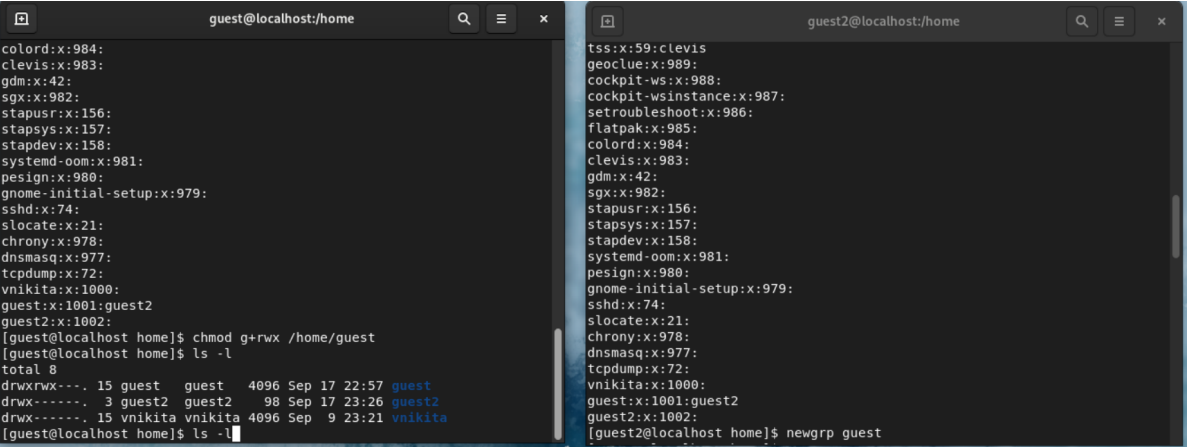 guest@localhost:/home
colord:x:984:
clevis:x:983:
gdm:x:42:
sgx:x:982:
stapusr:x:156:
stapsys:x:157:
stapdev:x:158:
systemd-oom:x:981:
pesign:x:980:
gnome-initial-setup:x:979:
sshd:x:74:
slocate:x:21:
chrony:x:978:
dnsmasq:x:977:
tcpdump:x:72:
vnikita:x:1000:
guest:x:1001:guest2
guest2:x:1002:
[guest@localhost home]$ chmod g+rwx /home/guest
[guest@localhost home]$ ls -l
total 8
drwxrwx---. 15 guest   guest   4096 Sep 17 22:57 guest
drwx------.  3 guest2  guest2    98 Sep 17 23:26 guest2
drwx------. 15 vnikita vnikita 4096 Sep  9 23:21 vnikita
[guest@localhost home]$ ls -l
guest2@localhost:/home
tss:x:59:clevis
geoclue:x:989:
cockpit-ws:x:988:
cockpit-wsinstance:x:987:
setroubleshoot:x:986:
flatpak:x:985:
colord:x:984:
clevis:x:983:
gdm:x:42:
sgx:x:982:
stapusr:x:156:
stapsys:x:157:
stapdev:x:158:
systemd-oom:x:981:
pesign:x:980:
gnome-initial-setup:x:979:
sshd:x:74:
slocate:x:21:
chrony:x:978:
dnsmasq:x:977:
tcpdump:x:72:
vnikita:x:1000:
guest:x:1001:guest2
guest2:x:1002:
[guest2@localhost home]$ newgrp guest